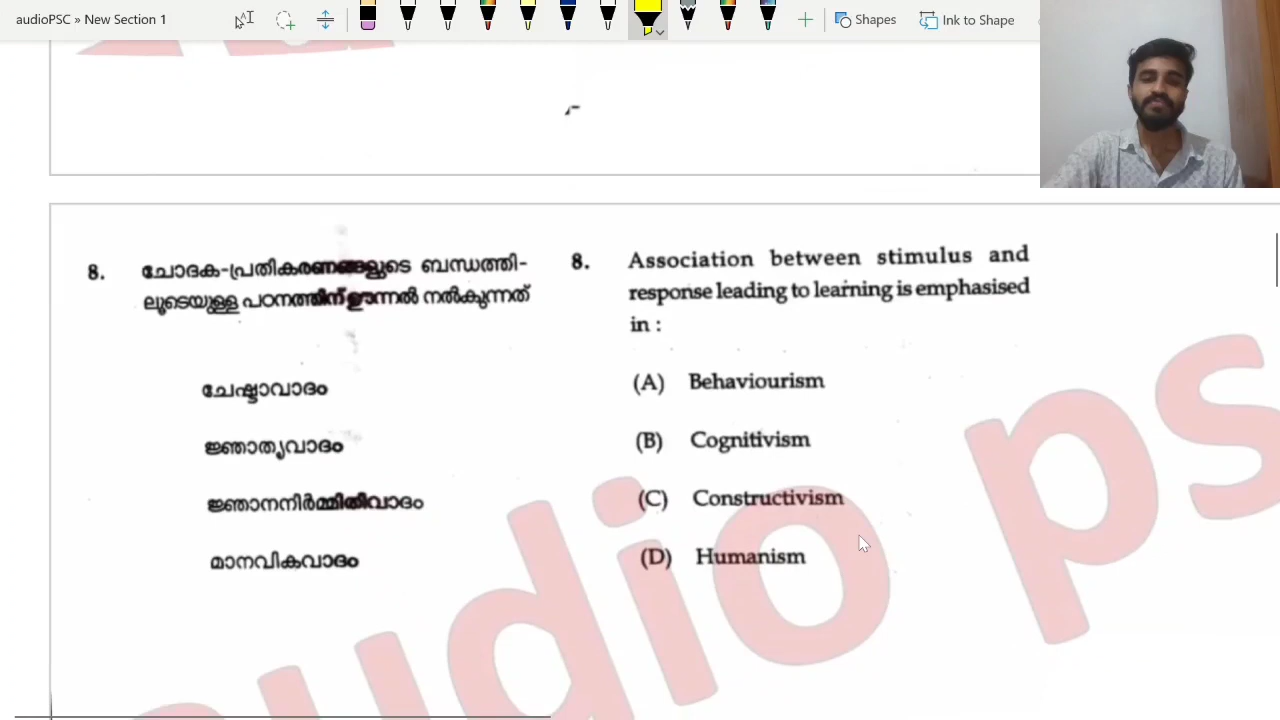 audioPSC » New Section 1
Shapes
Ink to Shape
8. ചോദക-പ്രതികരണങ്ങളുടെ ബന്ധത്തി-
ലൂടെയുള്ള പഠനത്തിന് ഊന്നൽ നൽകുന്നത്
ചേഷ്ടാവാദം
ജ്ഞാതൃവാദം
ജ്ഞാനനിർമ്മിതിവാദം
മാനവികവാദം
8. Association between stimulus and
response leading to learning is emphasised
in :
(A) Behaviourism
(B) Cognitivism
(C) Constructivism
(D) Humanism
audio ps